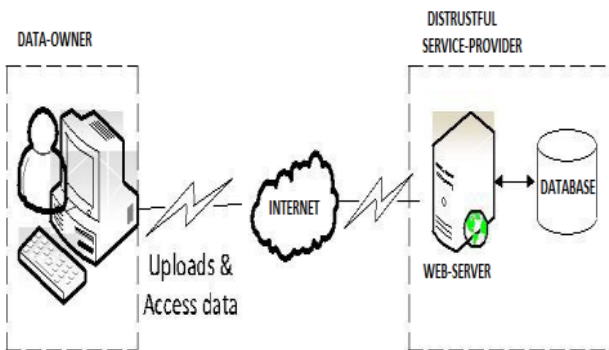 DATA-OWNER
DISTRUSTFUL
SERVICE-PROVIDER
INTERNET
DATABASE
WEB-SERVER
Uploads &
Access data